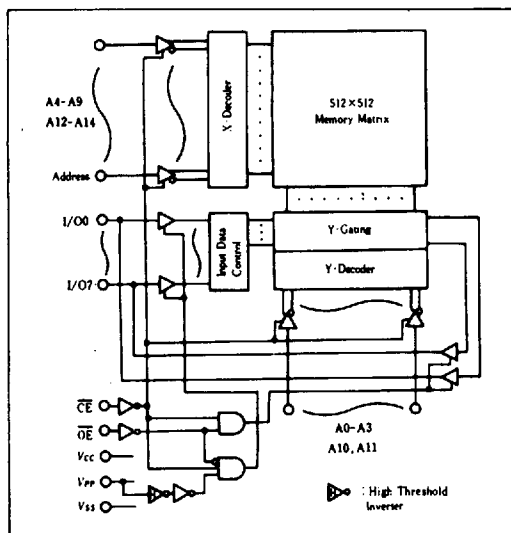 A4-A9
A12-A14
Address
X-Decoder
512×512
Memory Matrix
I/O0
I/O7
Input Data
Control
Y-Gating
Y-Decoder
CE
OE
VCC
VPP
VSS
A0-A3
A10, A11
: High Threshold
Inverter